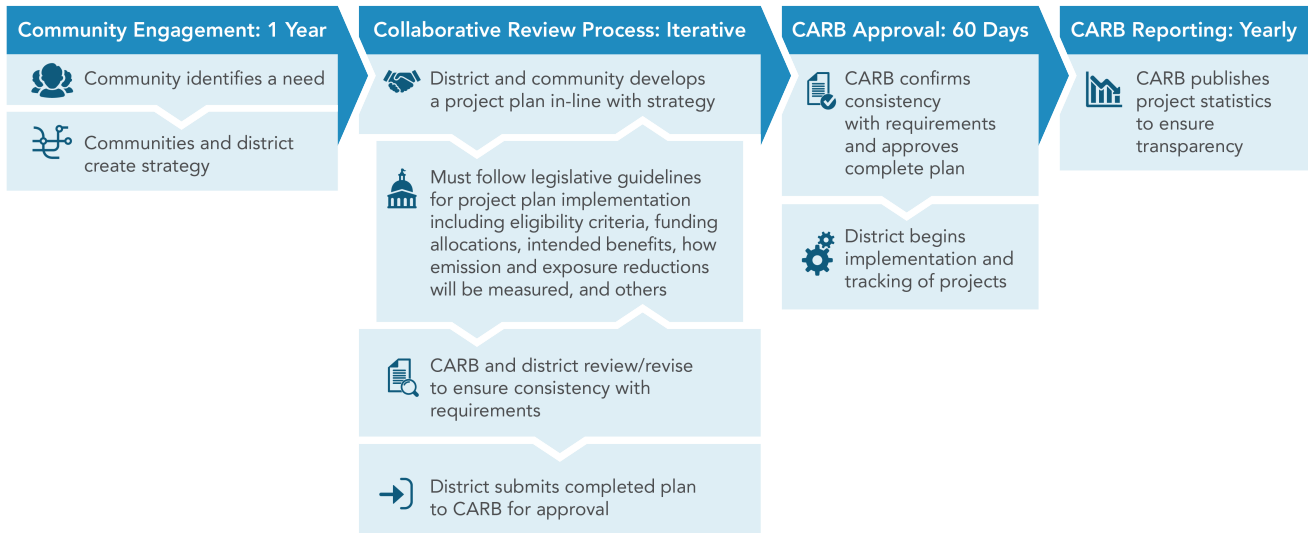 Community Engagement: 1 Year
Community identifies a need
Communities and district
create strategy
Collaborative Review Process: Iterative
District and community develops
a project plan in-line with strategy
Must follow legislative guidelines
for project plan implementation
including eligibility criteria, funding
allocations, intended benefits, how
emission and exposure reductions
will be measured, and others
CARB and district review/revise
to ensure consistency with
requirements
District submits completed plan
to CARB for approval
CARB Approval: 60 Days
CARB confirms
consistency
with requirements
and approves
complete plan
District begins
implementation and
tracking of projects
CARB Reporting: Yearly
CARB publishes
project statistics
to ensure
transparency